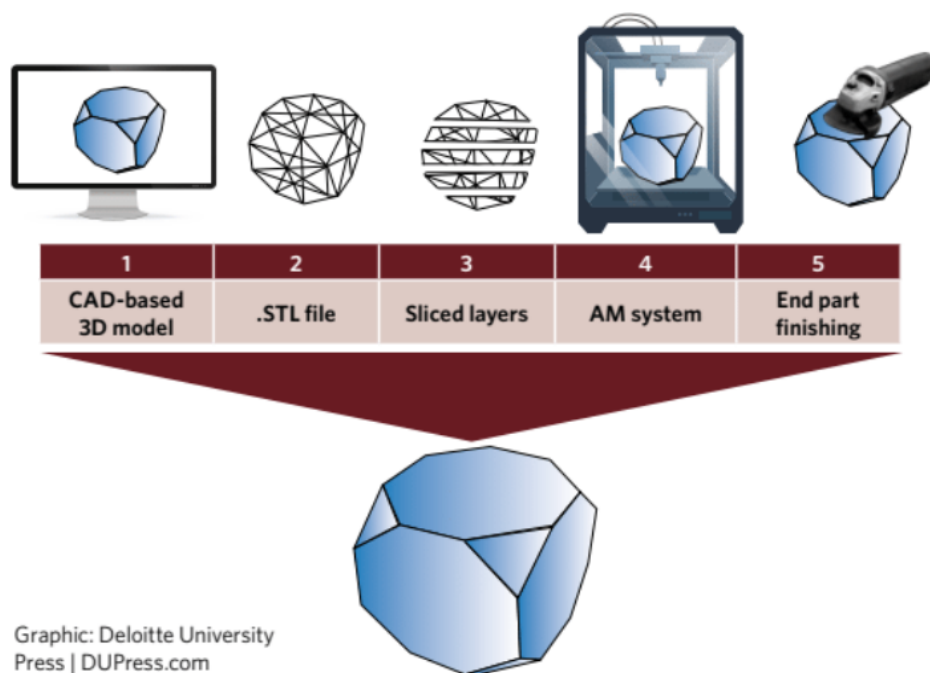 1 2 3 4 5
CAD-based
3D model
.STL file
Sliced layers
AM system
End part
finishing
Graphic: Deloitte University
Press | DUPress.com